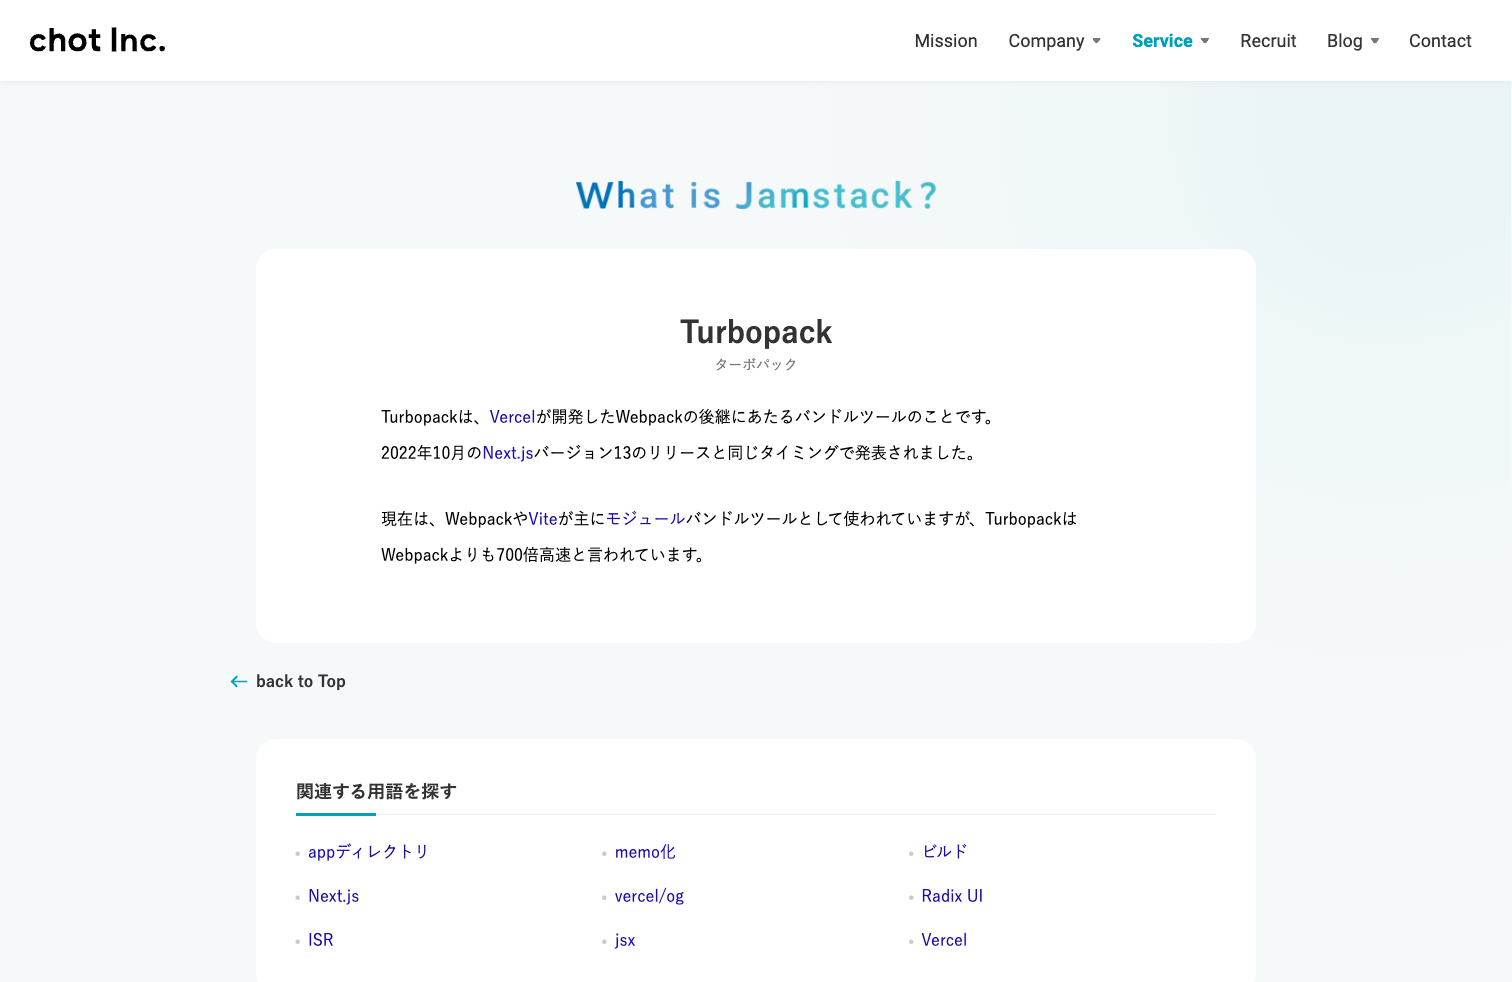 chot Inc.
Mission Company Service Recruit Blog Contact
What is Jamstack?
Turbopack
ターボパック
Turbopackは、Vercelが開発したWebpackの後継にあたるバンドルツールのことです。
2022年10月のNext.jsバージョン13のリリースと同じタイミングで発表されました。
現在は、WebpackやViteが主にモジュールバンドルツールとして使われていますが、Turbopackは
Webpackよりも700倍高速と言われています。
back to Top
関連する用語を探す
appディレクトリ memo化 ビルド
Next.js vercel/og Radix UI
ISR jsx Vercel